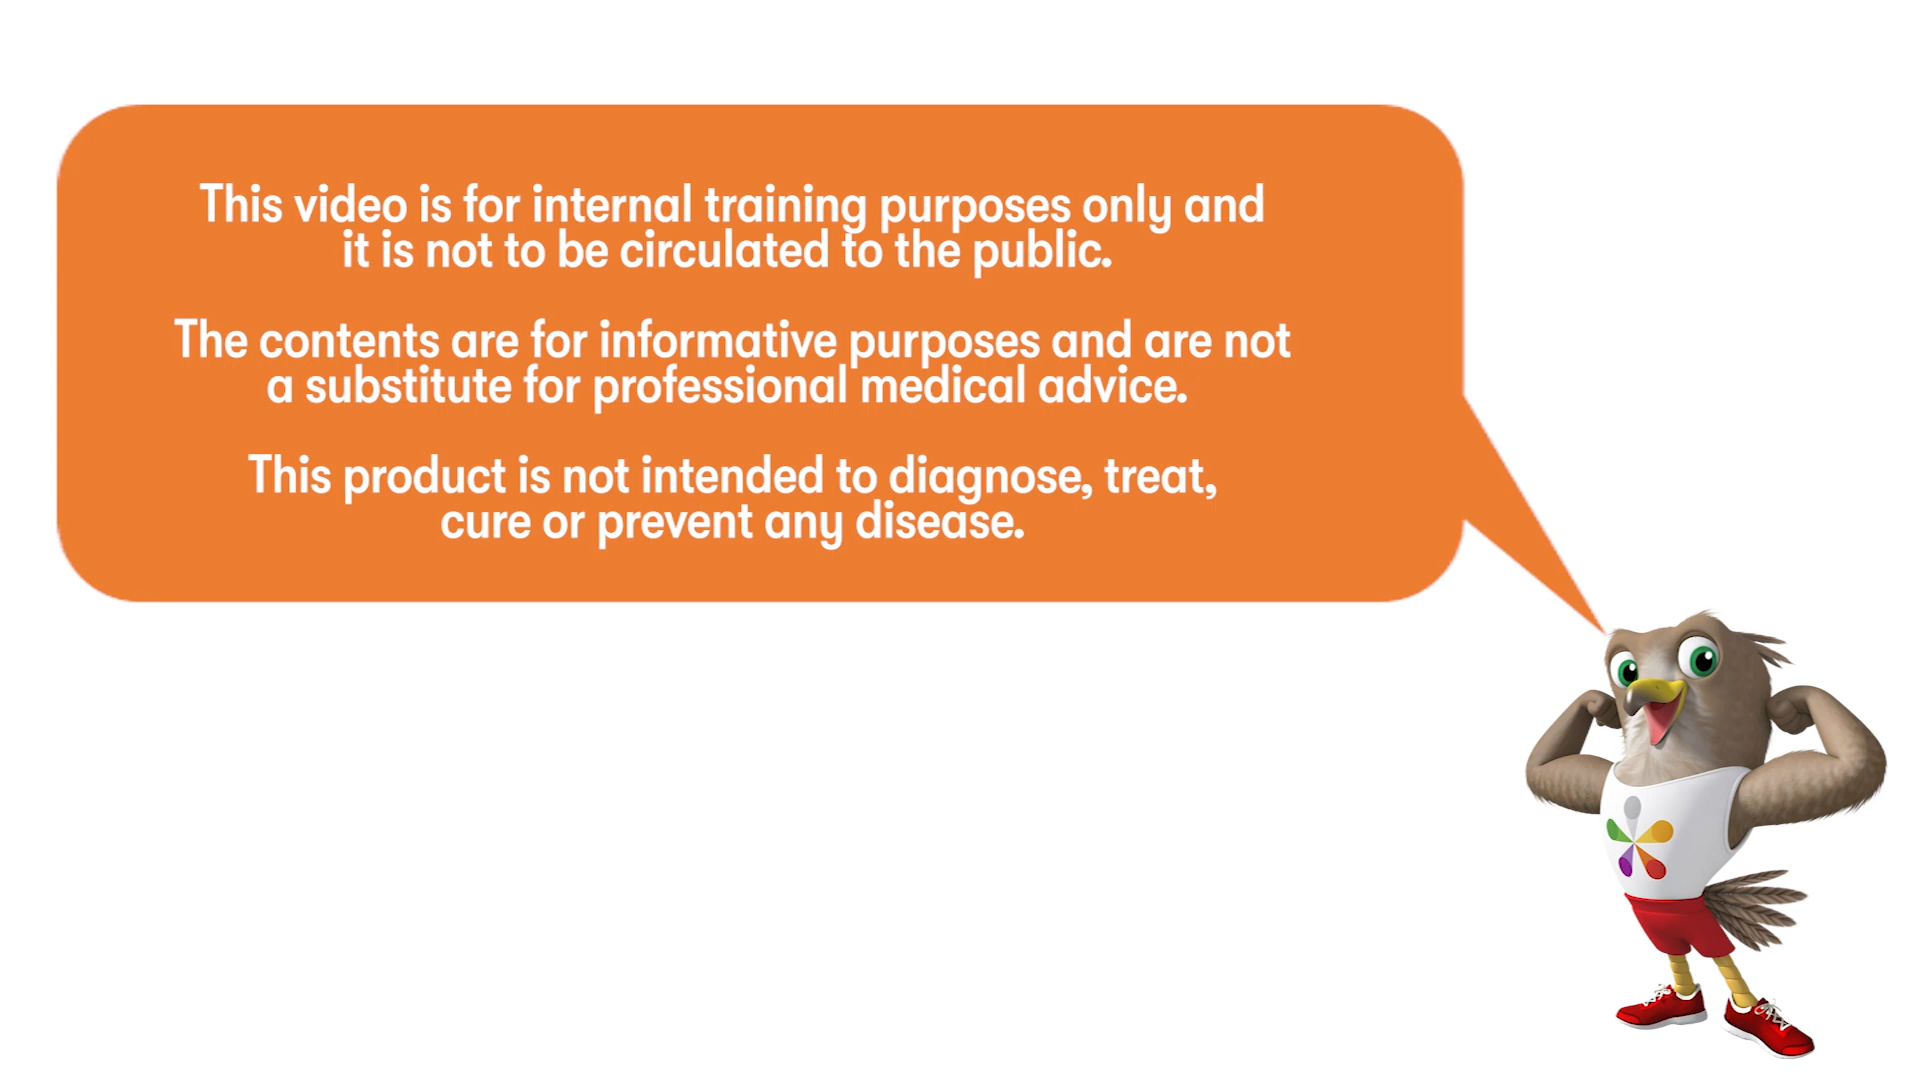 This video is for internal training purposes only and
it is not to be circulated to the public.
The contents are for informative purposes and are not
a substitute for professional medical advice.
This product is not intended to diagnose, treat,
cure or prevent any disease.